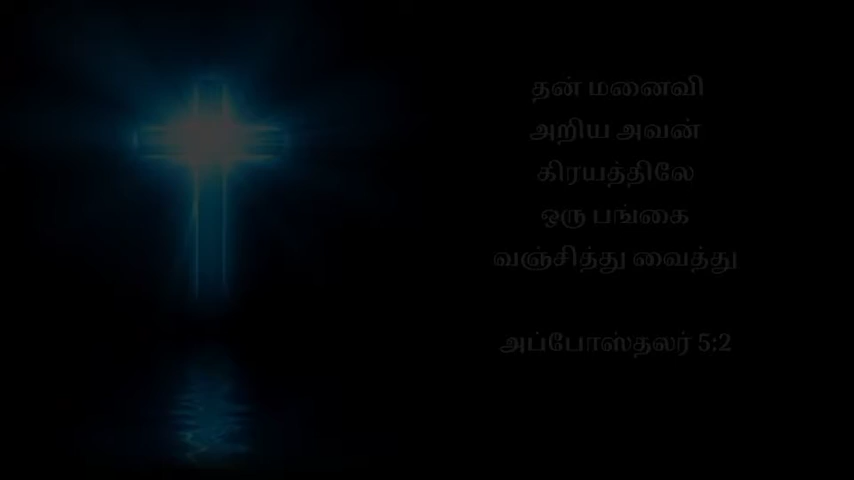 தன் மனைவி
அறிய அவன்
கிரயத்திலே
ஒரு பங்கை
வஞ்சித்து வைத்து
அப்போஸ்தலர் 5:2